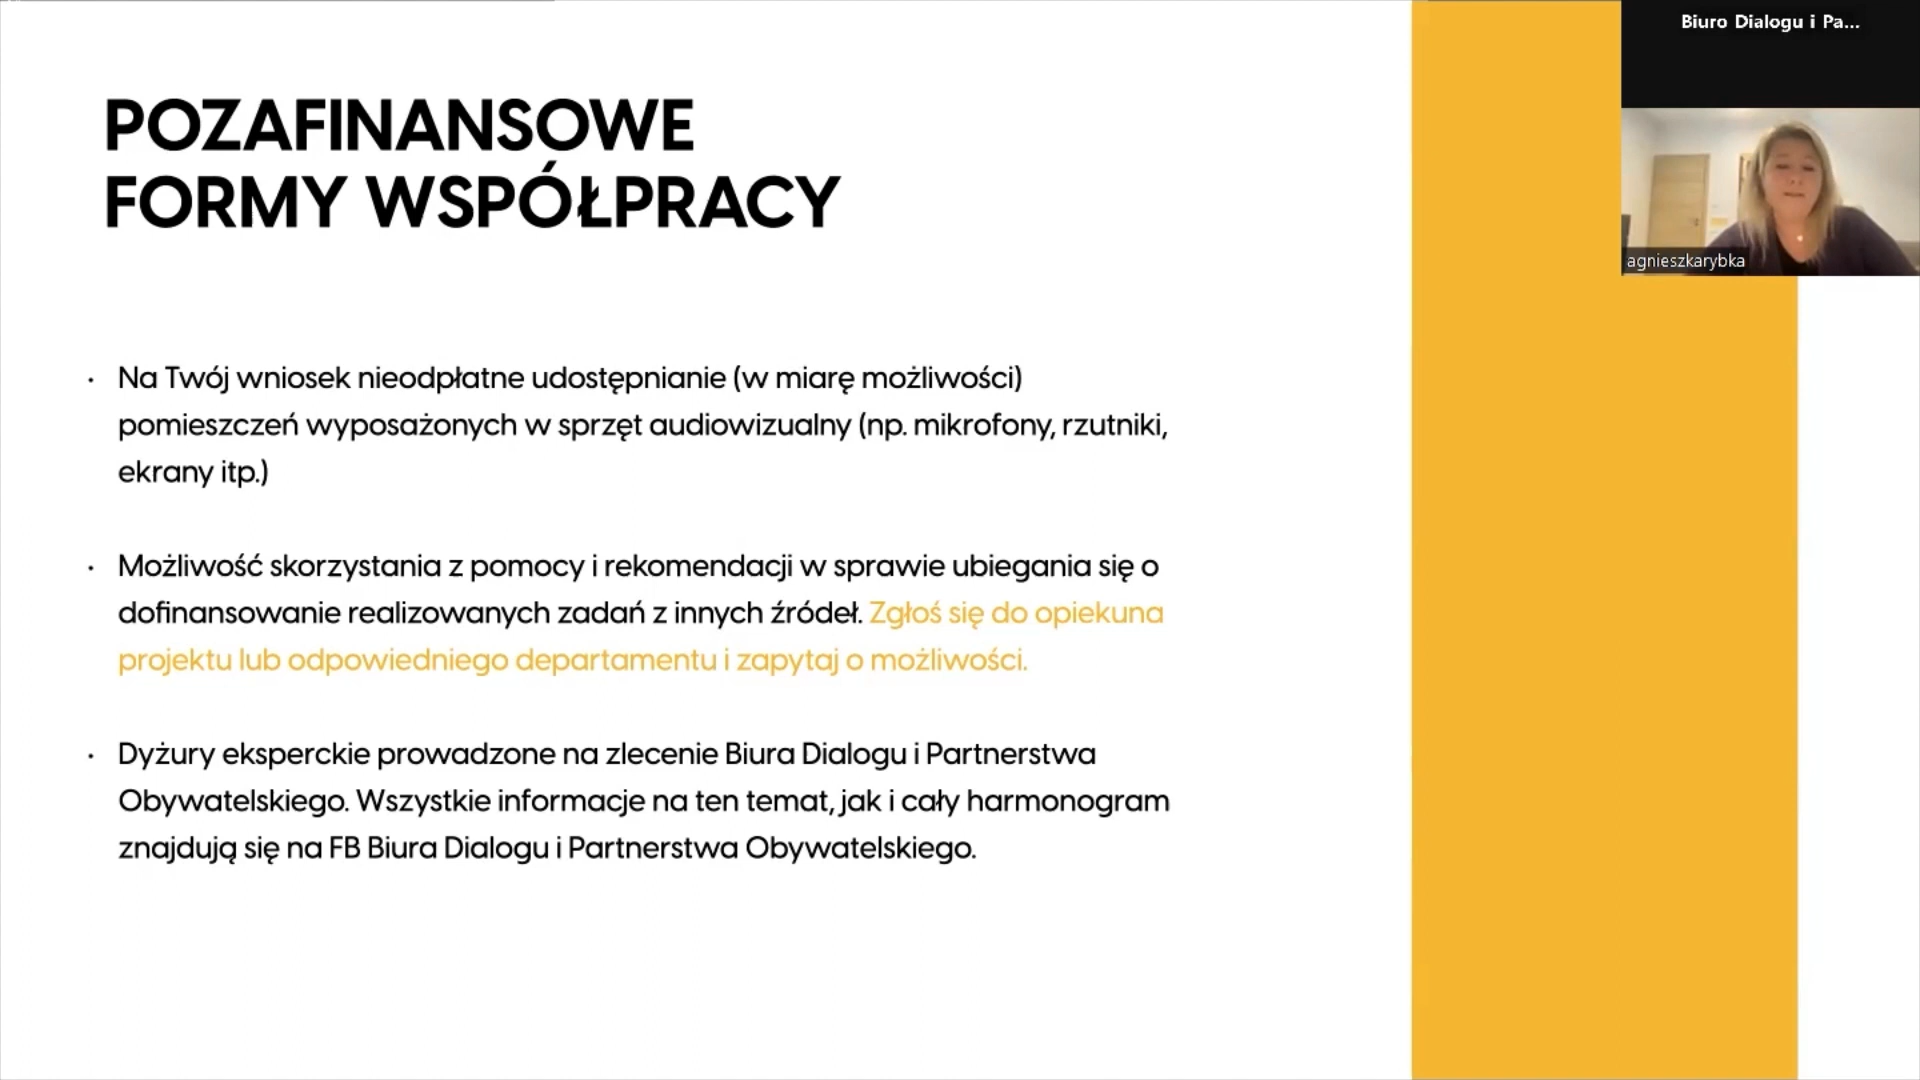 POZAFINANSOWE
FORMY WSPÓŁPRACY
• Na Twój wniosek nieodpłatne udostępnianie (w miarę możliwości)
pomieszczeń wyposażonych w sprzęt audiowizualny (np. mikrofony, rzutniki,
ekrany itp.)
• Możliwość skorzystania z pomocy i rekomendacji w sprawie ubiegania się o
dofinansowanie realizowanych zadań z innych źródeł. Zgłoś się do opiekuna
projektu lub odpowiedniego departamentu i zapytaj o możliwości.
• Dyżury eksperckie prowadzone na zlecenie Biura Dialogu i Partnerstwa
Obywatelskiego. Wszystkie informacje na ten temat, jak i cały harmonogram
znajdują się na FB Biura Dialogu i Partnerstwa Obywatelskiego.
Biuro Dialogu i Pa...
agnieszkarybka